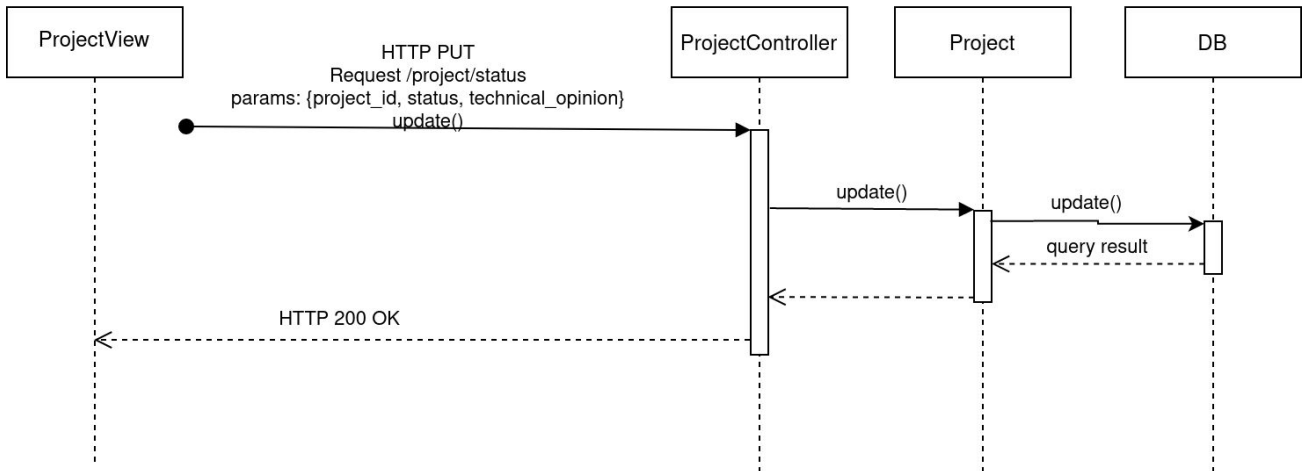 ProjectView
ProjectController
Project
DB
HTTP PUT
Request /project/status
params: {project_id, status, technical_opinion}
update()
update()
update()
query result
HTTP 200 OK